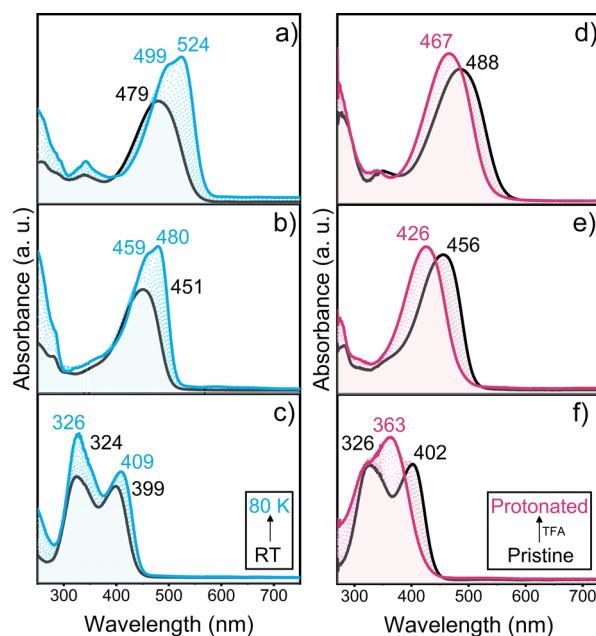 a)
499
524
479
d)
467
488
b)
459
480
451
e)
426
456
c)
326
324
409
399
80 K
RT
f)
363
326
402
Protonated
TFA
Pristine
Absorbance (a. u.)
Absorbance (a. u.)
300 400 500 600 700
300 400 500 600 700
Wavelength (nm)
Wavelength (nm)